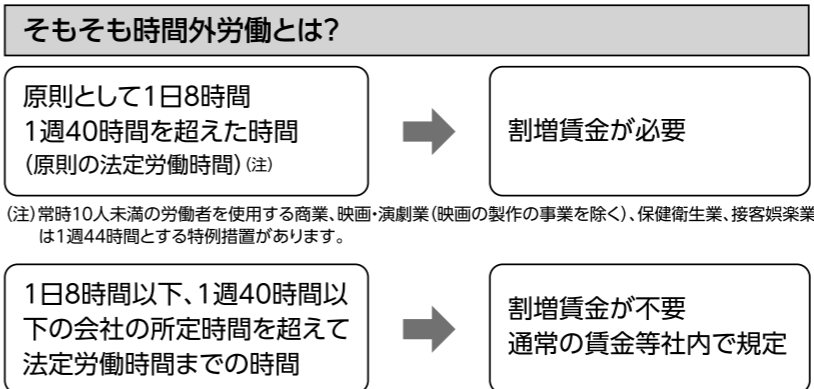 そもそも時間外労働とは?
原則として1日8時間
1週40時間を超えた時間
(原則の法定労働時間)(注)
割増賃金が必要
(注)常時10人未満の労働者を使用する商業、映画・演劇業(映画の製作の事業を除く)、保健衛生業、接客娯楽業
は1週44時間とする特例措置があります。
1日8時間以下、1週40時間以
下の会社の所定時間を超えて
法定労働時間までの時間
割増賃金が不要
通常の賃金等社内で規定